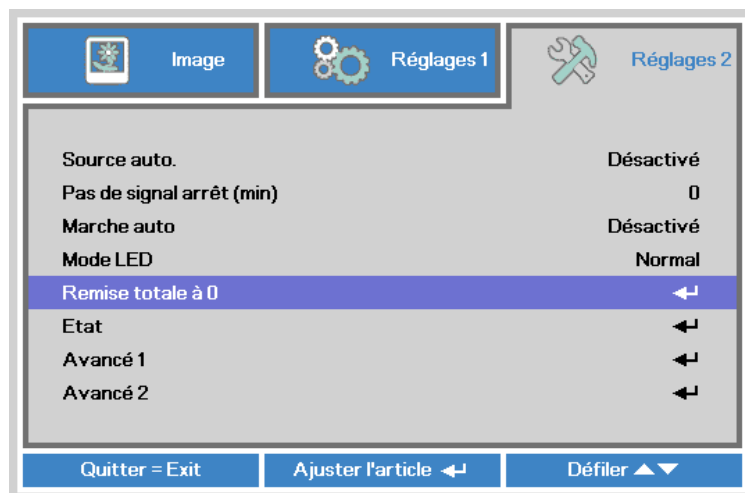 Image
Réglages 1
Réglages 2
Source auto. Désactivé
Pas de signal arrêt (min) 0
Marche auto Désactivé
Mode LED Normal
Remise totale à 0
Etat
Avancé 1
Avancé 2
Quitter = Exit
Ajuster l'article
Défiler